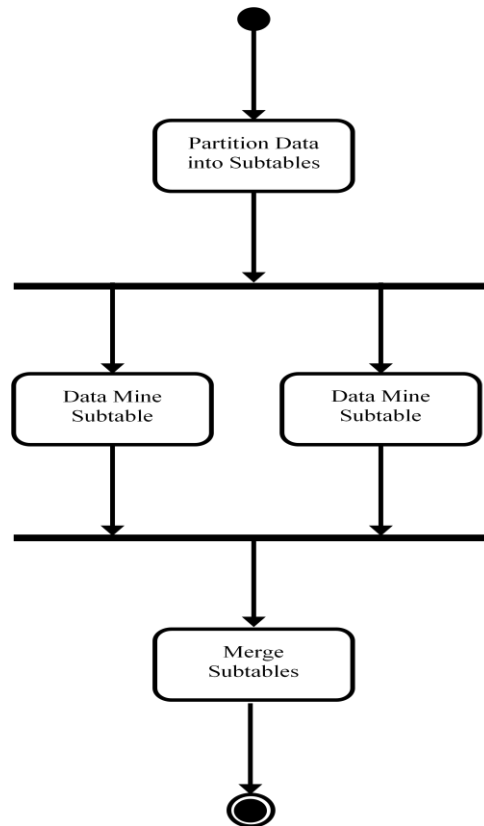 Partition Data
into Subtables
Data Mine
Subtable
Data Mine
Subtable
Merge
Subtables